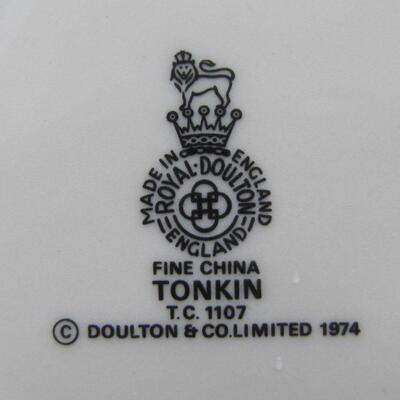 MADE IN ENGLAND
ROYAL·DOULTON
ENGLAND
FINE CHINA
TONKIN
T.C. 1107
© DOULTON & CO.LIMITED 1974